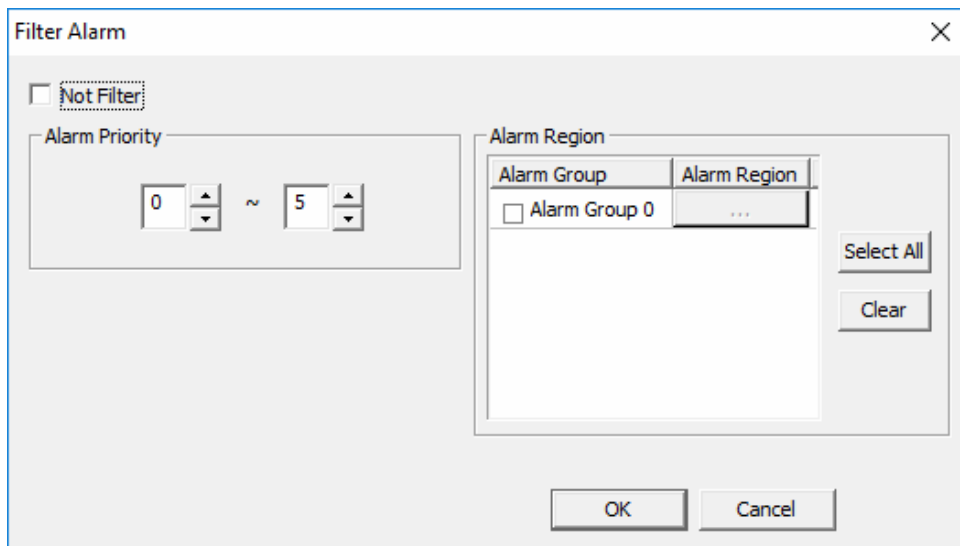 Filter Alarm
Not Filter
Alarm Priority
0 ~ 5
Alarm Region
Alarm Group Alarm Region
Alarm Group 0 ...
Select All
Clear
OK Cancel